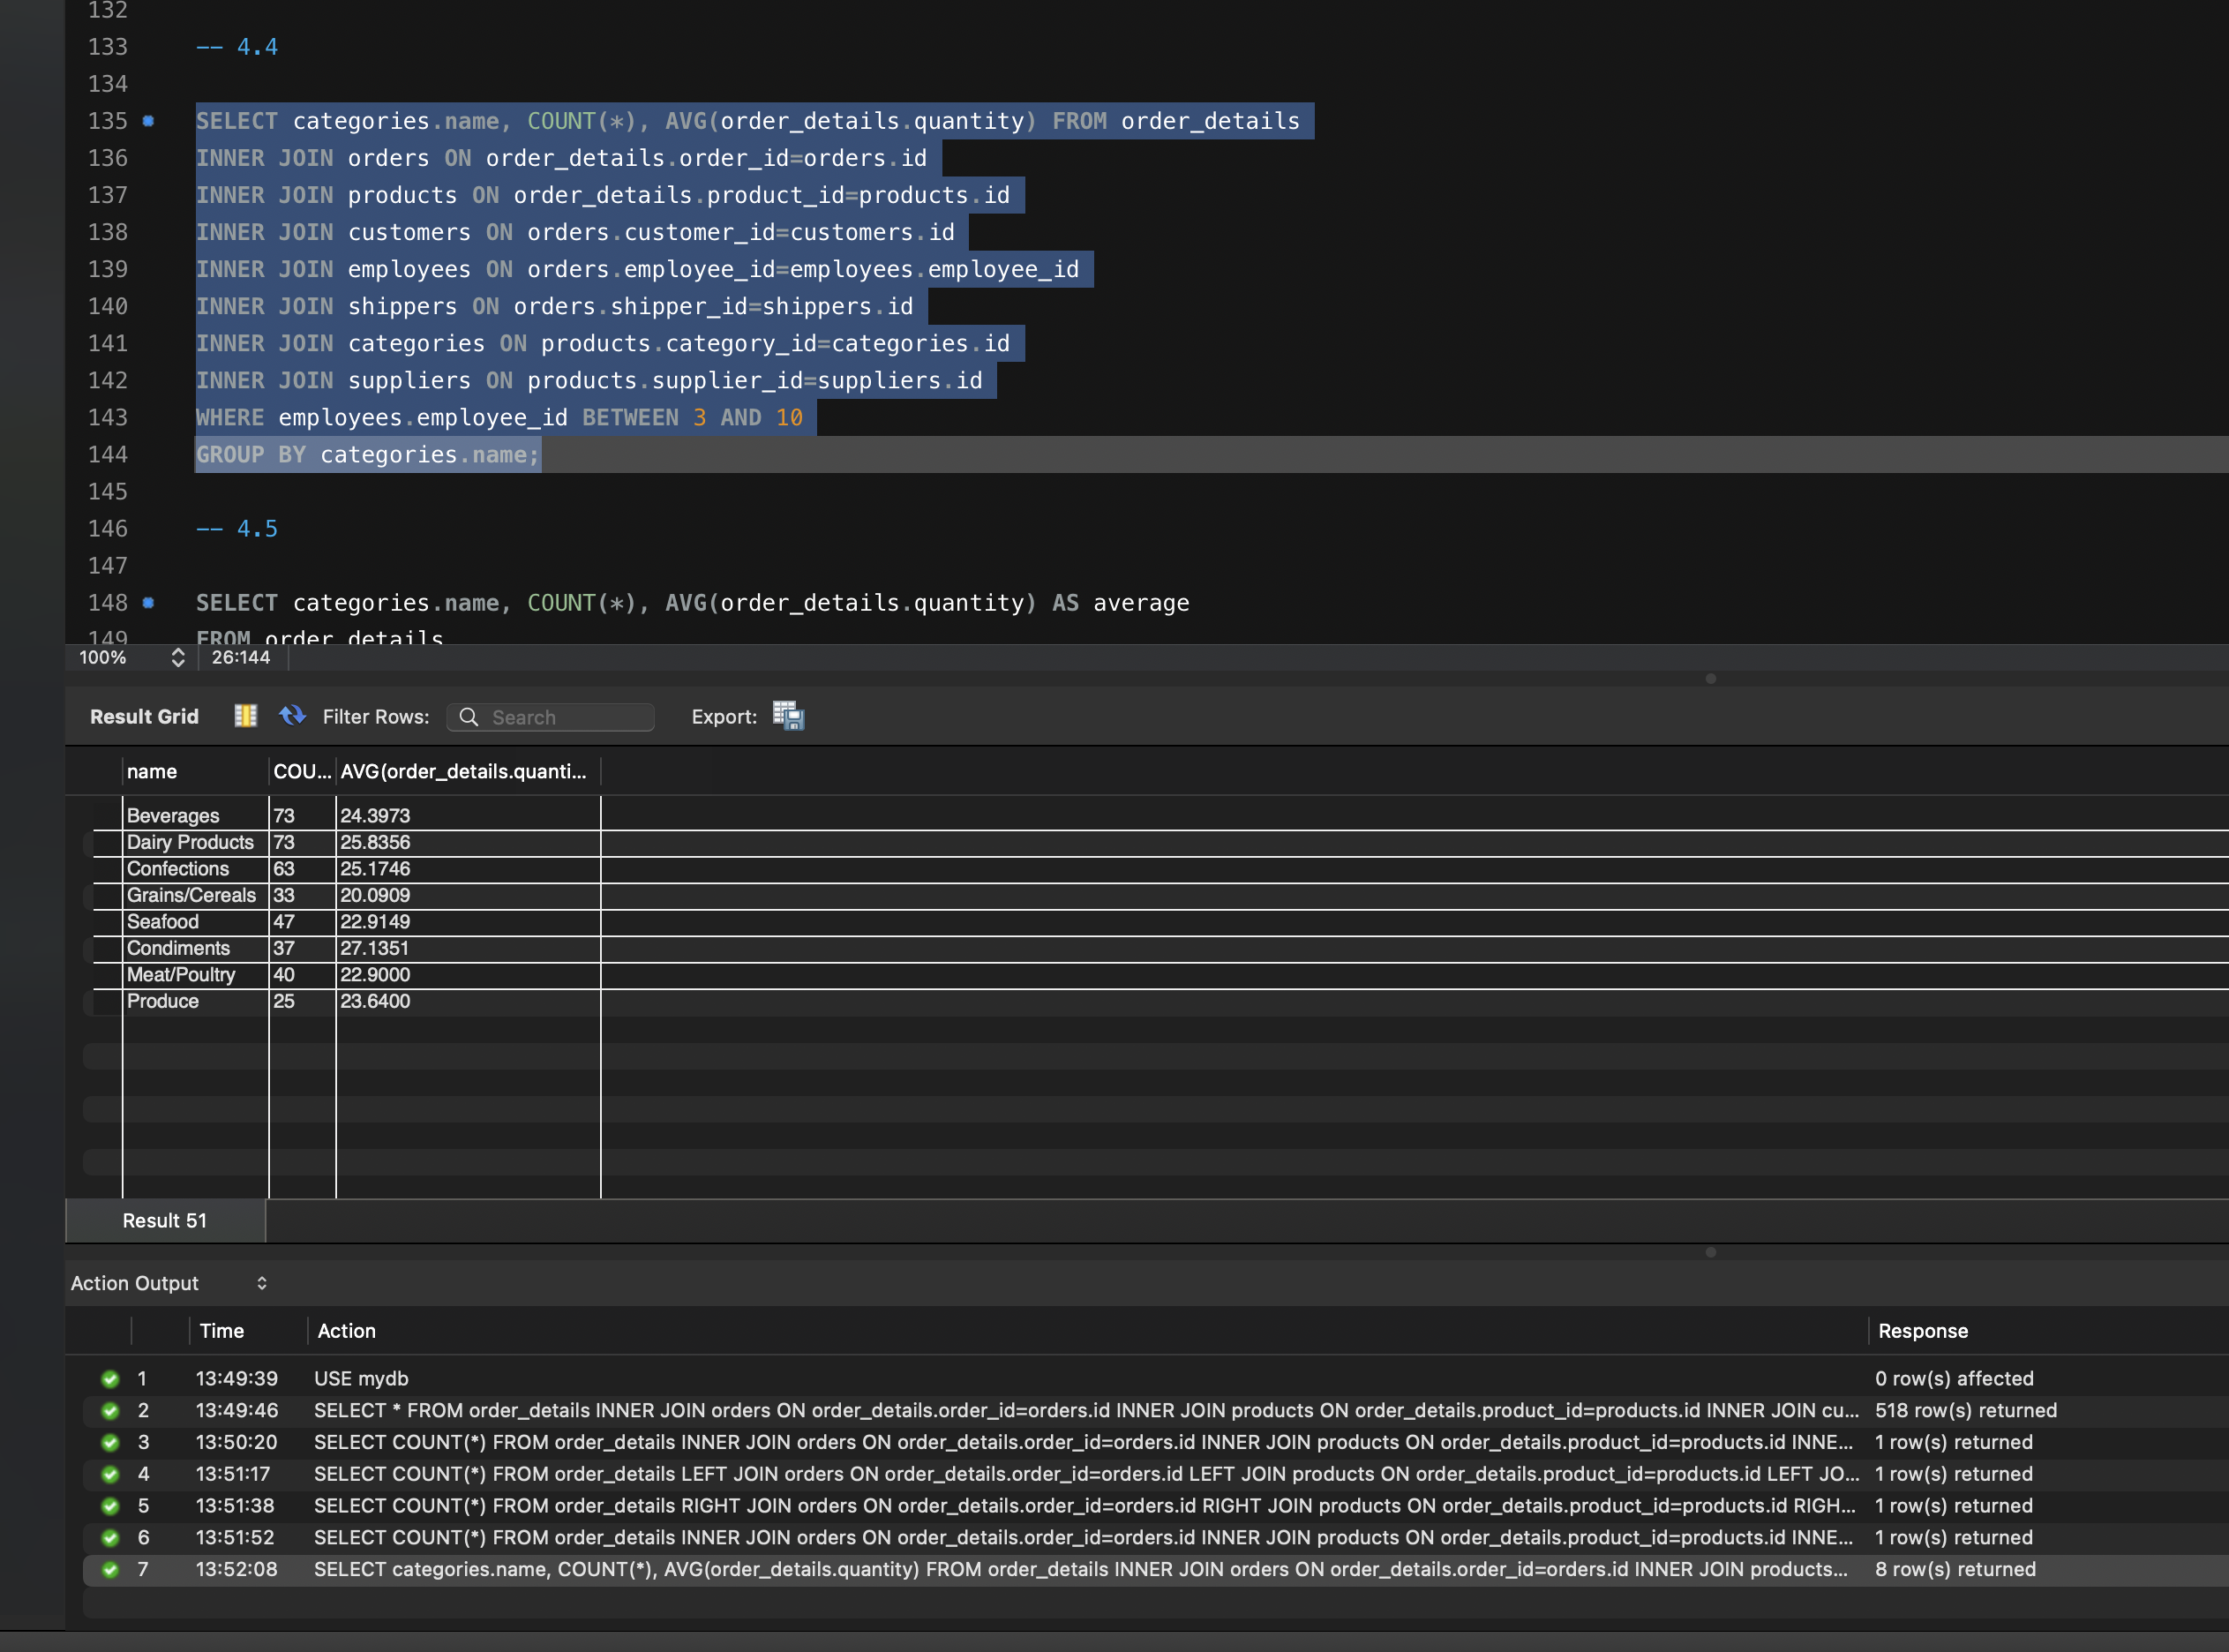 132
133 -- 4.4
134
135 SELECT categories.name, COUNT(*), AVG(order_details.quantity) FROM order_details
136 INNER JOIN orders ON order_details.order_id=orders.id
137 INNER JOIN products ON order_details.product_id=products.id
138 INNER JOIN customers ON orders.customer_id=customers.id
139 INNER JOIN employees ON orders.employee_id=employees.employee_id
140 INNER JOIN shippers ON orders.shipper_id=shippers.id
141 INNER JOIN categories ON products.category_id=categories.id
142 INNER JOIN suppliers ON products.supplier_id=suppliers.id
143 WHERE employees.employee_id BETWEEN 3 AND 10
144 GROUP BY categories.name;
145
146 -- 4.5
147
148 SELECT categories.name, COUNT(*), AVG(order_details.quantity) AS average
149 FROM order_details
100% 26:144
Result Grid Filter Rows: Search Export:
name COU... AVG(order_details.quanti...
Beverages 73 24.3973
Dairy Products 73 25.8356
Confections 63 25.1746
Grains/Cereals 33 20.0909
Seafood 47 22.9149
Condiments 37 27.1351
Meat/Poultry 40 22.9000
Produce 25 23.6400
Result 51
Action Output
Time Action Response
1 13:49:39 USE mydb 0 row(s) affected
2 13:49:46 SELECT * FROM order_details INNER JOIN orders ON order_details.order_id=orders.id INNER JOIN products ON order_details.product_id=products.id INNER JOIN cu... 518 row(s) returned
3 13:50:20 SELECT COUNT(*) FROM order_details INNER JOIN orders ON order_details.order_id=orders.id INNER JOIN products ON order_details.product_id=products.id INNE... 1 row(s) returned
4 13:51:17 SELECT COUNT(*) FROM order_details LEFT JOIN orders ON order_details.order_id=orders.id LEFT JOIN products ON order_details.product_id=products.id LEFT JO... 1 row(s) returned
5 13:51:38 SELECT COUNT(*) FROM order_details RIGHT JOIN orders ON order_details.order_id=orders.id RIGHT JOIN products ON order_details.product_id=products.id RIGH... 1 row(s) returned
6 13:51:52 SELECT COUNT(*) FROM order_details INNER JOIN orders ON order_details.order_id=orders.id INNER JOIN products ON order_details.product_id=products.id INNE... 1 row(s) returned
7 13:52:08 SELECT categories.name, COUNT(*), AVG(order_details.quantity) FROM order_details INNER JOIN orders ON order_details.order_id=orders.id INNER JOIN products... 8 row(s) returned